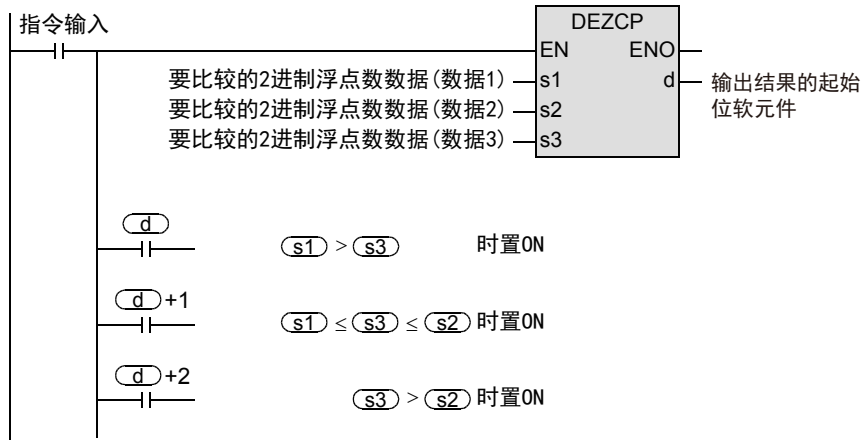 指令输入
DEZCP
EN ENO
要比较的2进制浮点数数据(数据1) s1 d 输出结果的起始
要比较的2进制浮点数数据(数据2) s2 位软元件
要比较的2进制浮点数数据(数据3) s3
d
s1 > s3 时置ON
d +1
s1 ≤ s3 ≤ s2 时置ON
d +2
s3 > s2 时置ON